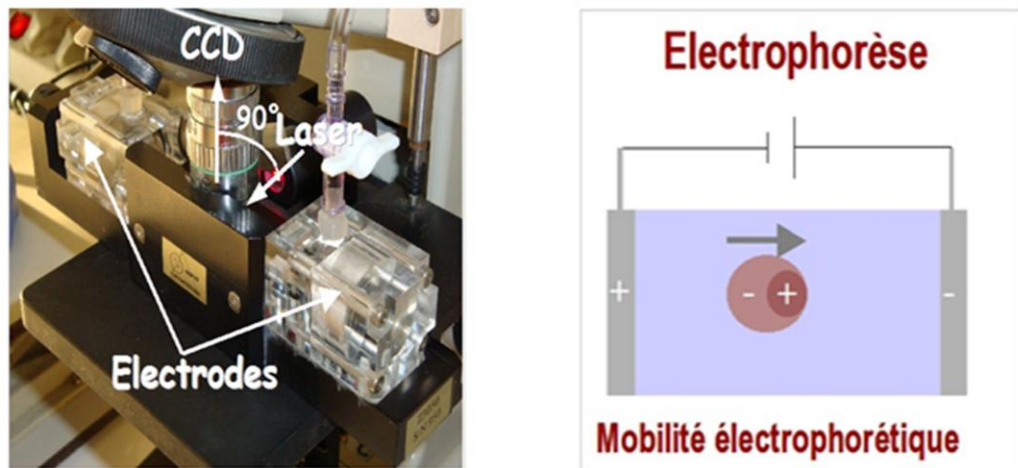 CCD
90°
Laser
Electrodes
Electrophorèse
+
- +
-
Mobilité électrophorétique